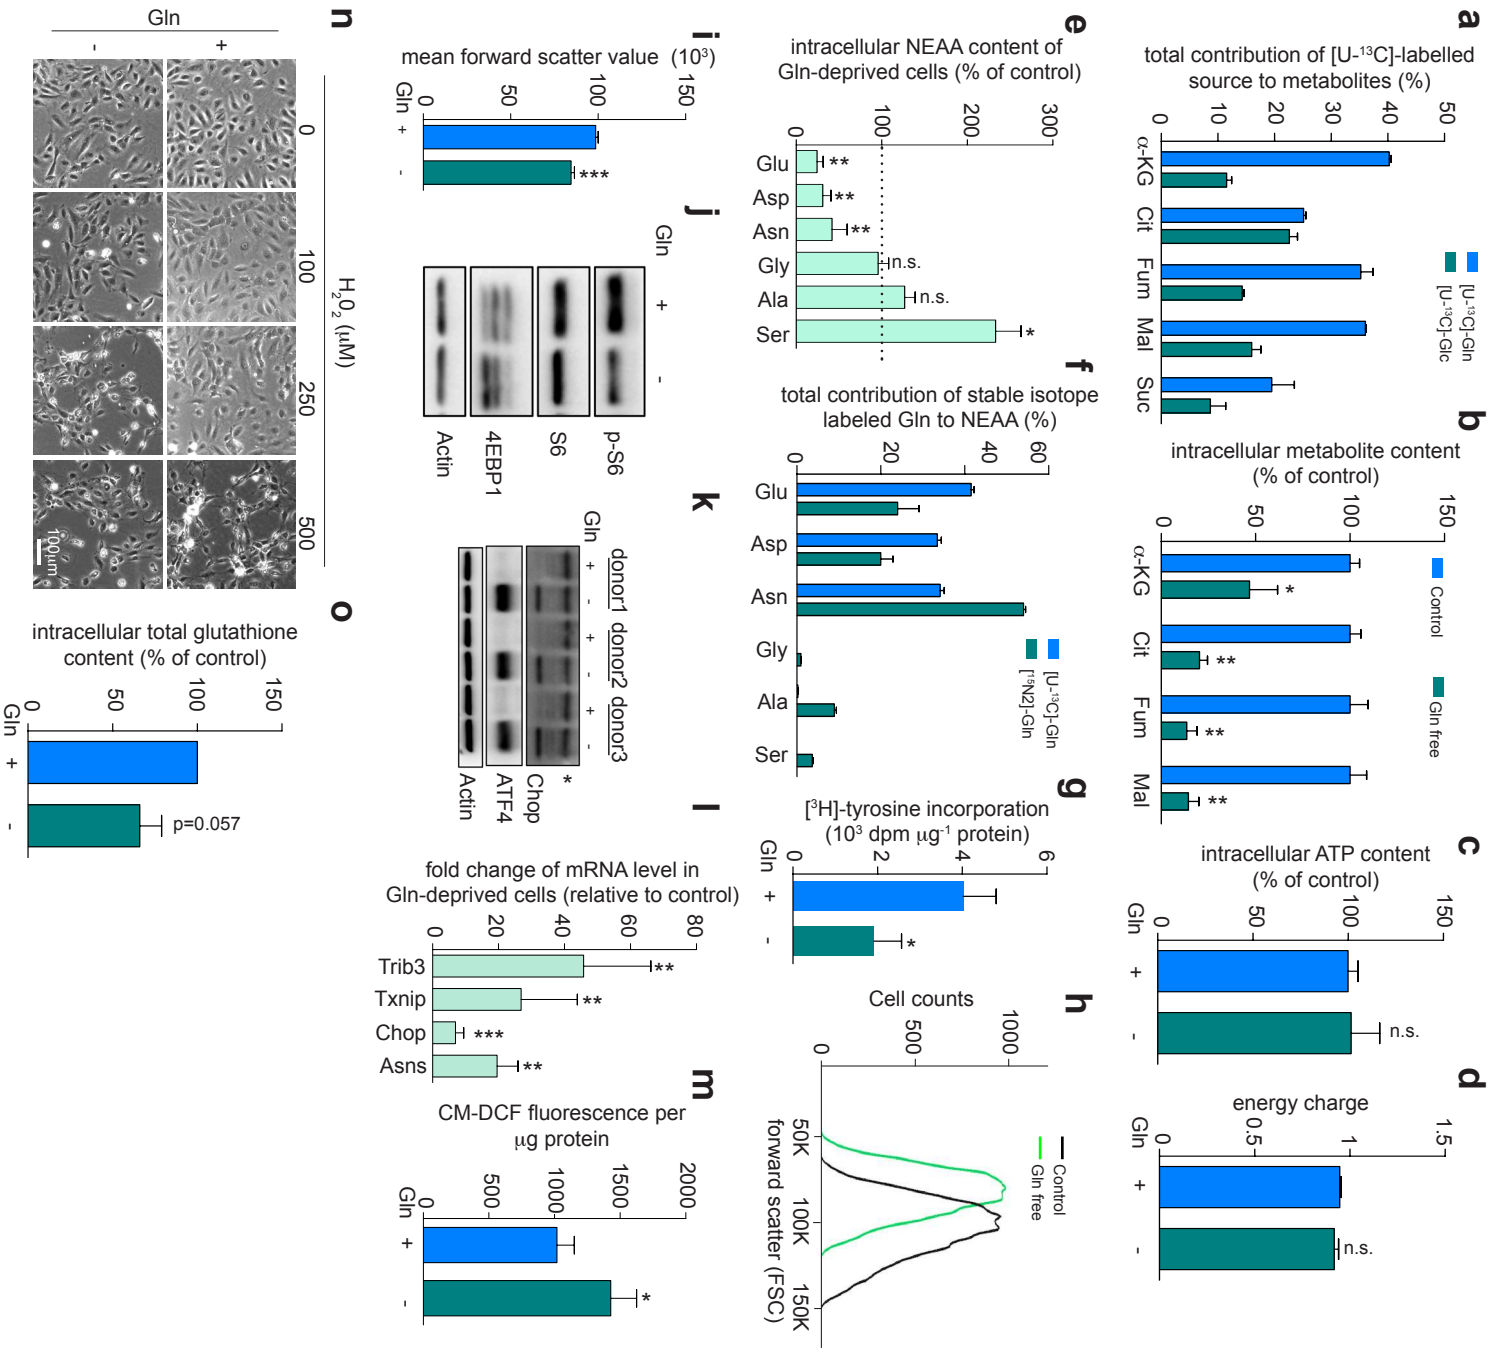 a
total contribution of [U-¹³C]-labelled
source to metabolites (%)
0
10
20
30
40
50
α-KG
Cit
Fum
Mal
Suc
[U-¹³C]-Gln
[U-¹³C]-Glc
b
intracellular metabolite content
(% of control)
0
50
100
150
α-KG
Cit
Fum
Mal
*
**
**
**
Control
Gln free
c
intracellular ATP content
(% of control)
0
50
100
150
Gln
+
-
n.s.
d
energy charge
0
0.5
1
1.5
Gln
+
-
n.s.
e
intracellular NEAA content of
Gln-deprived cells (% of control)
0
100
200
300
Glu
Asp
Asn
Gly
Ala
Ser
**
**
**
n.s.
n.s.
*
f
total contribution of stable isotope
labeled Gln to NEAA (%)
0
20
40
60
Glu
Asp
Asn
Gly
Ala
Ser
[U-¹³C]-Gln
[¹⁵N2]-Gln
g
[³H]-tyrosine incorporation
(10³ dpm μg⁻¹ protein)
0
2
4
6
Gln
+
-
*
h
Cell counts
0
500
1000
50K
100K
150K
forward scatter (FSC)
Control
Gln free
i
mean forward scatter value (10³)
0
50
100
150
Gln
+
-
***
j
Gln
+
-
p-S6
S6
4EBP1
Actin
k
donor1 donor2 donor3
Gln
+
-
+
-
+
-
*
Chop
ATF4
Actin
l
fold change of mRNA level in
Gln-deprived cells (relative to control)
0
20
40
60
80
Trib3
Txnip
Chop
Asns
**
**
***
**
m
CM-DCF fluorescence per
μg protein
0
500
1000
1500
2000
Gln
+
-
*
n
H₂0₂ (μM)
0
100
250
500
Gln
+
-
100μm
o
intracellular total glutathione
content (% of control)
0
50
100
150
Gln
+
-
p=0.057